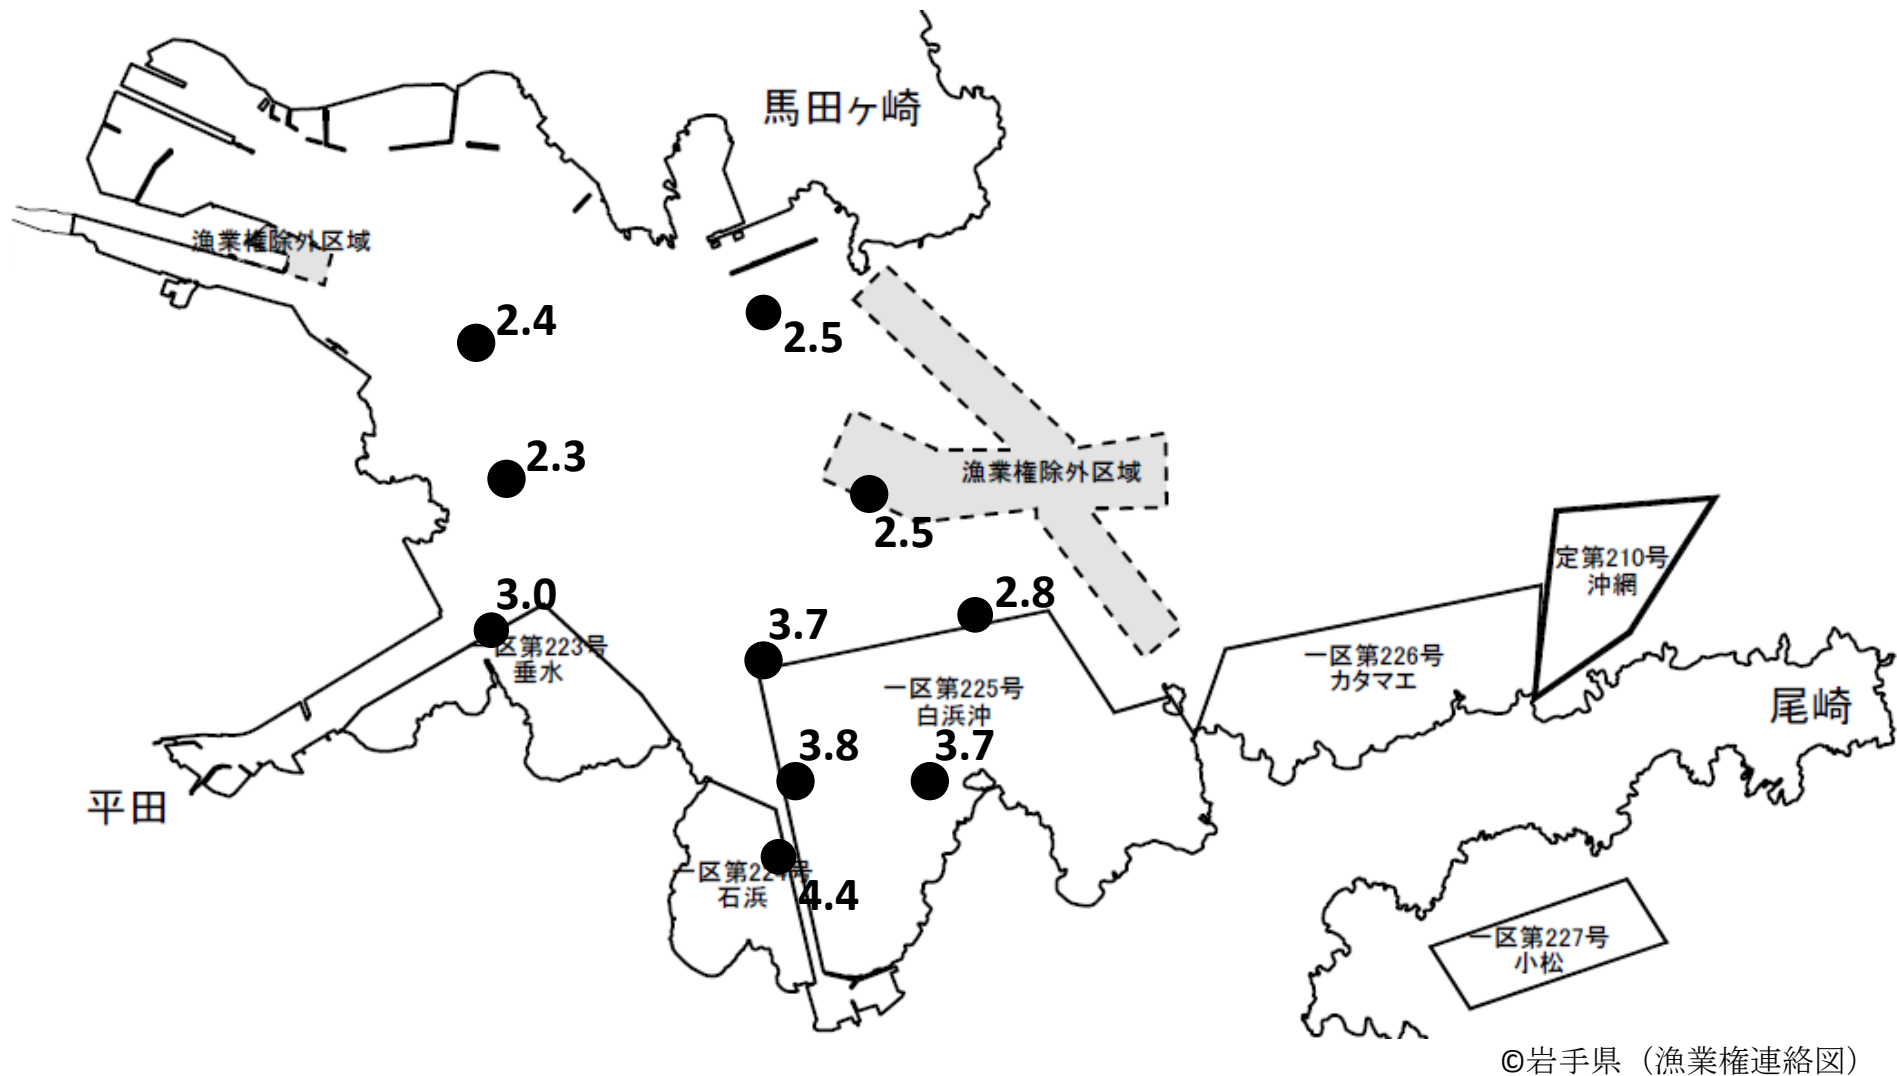 馬田ヶ崎
漁業権除外区域
2.4
2.5
2.3
漁業権除外区域
2.5
定第210号
沖網
3.0
2.8
3.7
区第223号
垂水
一区第225号
白浜沖
一区第226号
カタマエ
尾崎
3.8
3.7
平田
一区第224号
石浜
4.4
一区第227号
小松
©岩手県（漁業権連絡図）